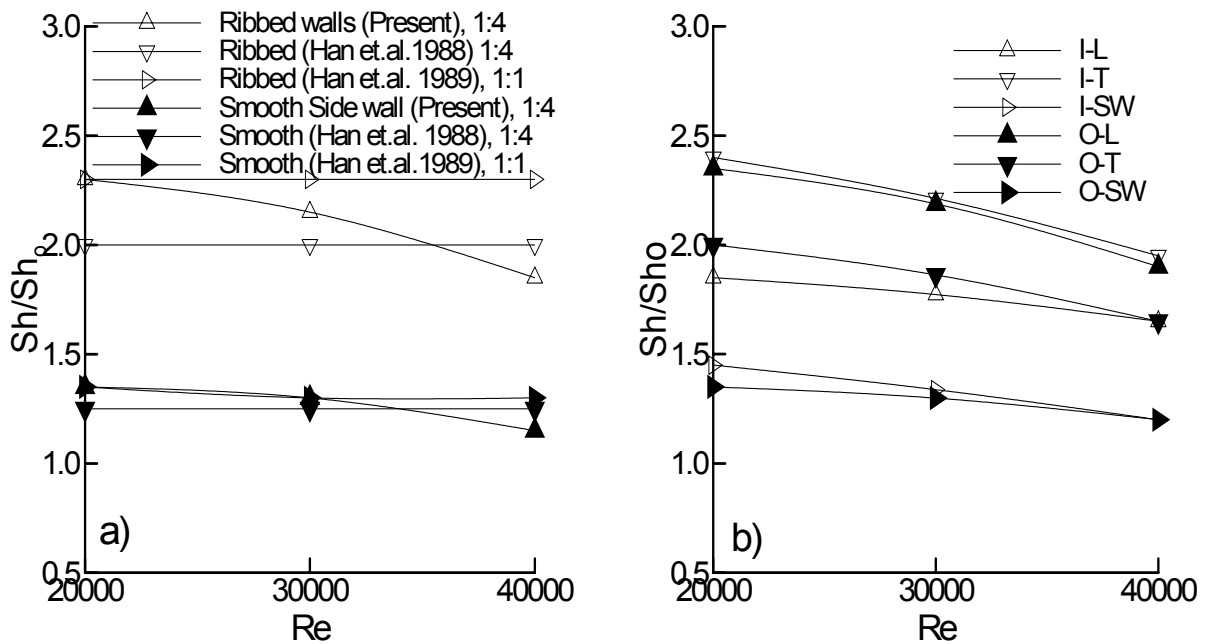 3.0
2.5
2.0
1.5
1.0
0.5
Sh/Sho
Ribbed walls (Present), 1:4
Ribbed (Han et.al. 1988) 1:4
Ribbed (Han et.al. 1989), 1:1
Smooth Side wall (Present), 1:4
Smooth (Han et.al. 1988), 1:4
Smooth (Han et.al. 1989), 1:1
a)
20000 30000 40000
Re
3.0
2.5
2.0
1.5
1.0
0.5
Sh/Sho
I-L
I-T
I-SW
O-L
O-T
O-SW
b)
20000 30000 40000
Re